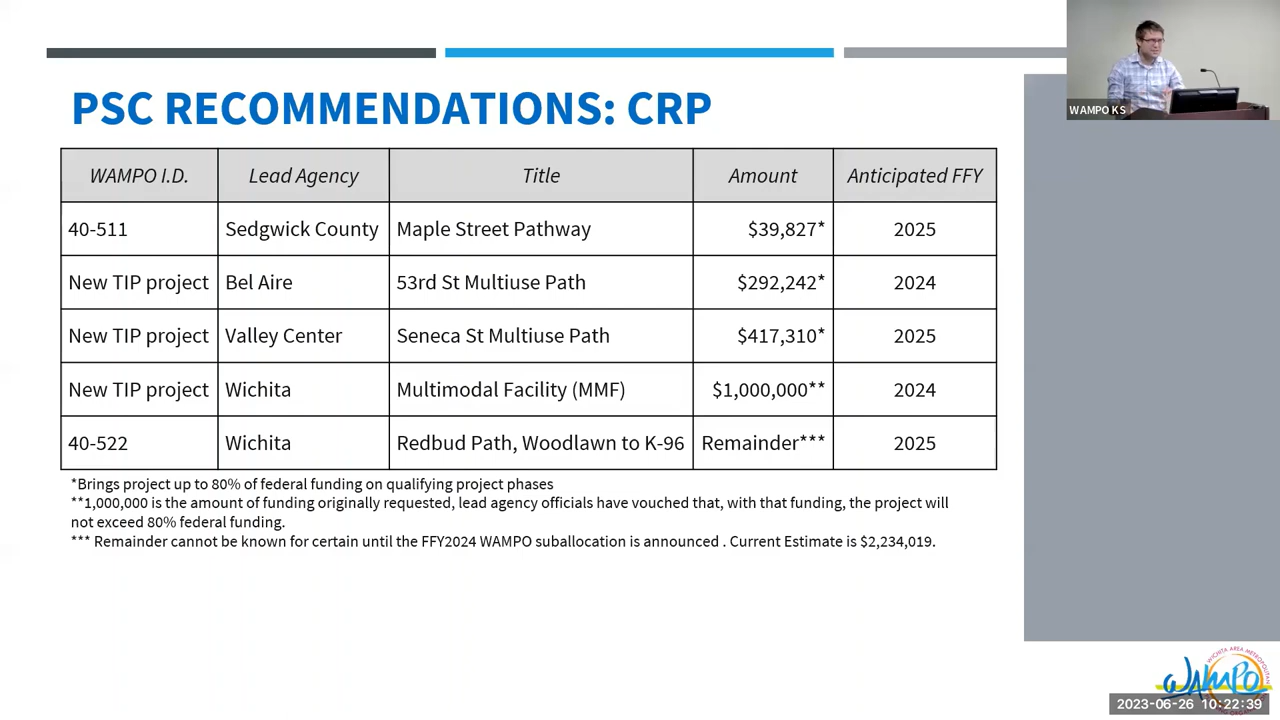 PSC RECOMMENDATIONS: CRP
WAMPO KS
WAMPO I.D. Lead Agency Title Amount Anticipated FFY
40-511 Sedgwick County Maple Street Pathway $39,827* 2025
New TIP project Bel Aire 53rd St Multiuse Path $292,242* 2024
New TIP project Valley Center Seneca St Multiuse Path $417,310* 2025
New TIP project Wichita Multimodal Facility (MMF) $1,000,000** 2024
40-522 Wichita Redbud Path, Woodlawn to K-96 Remainder*** 2025
*Brings project up to 80% of federal funding on qualifying project phases
**1,000,000 is the amount of funding originally requested, lead agency officials have vouched that, with that funding, the project will
not exceed 80% federal funding.
*** Remainder cannot be known for certain until the FFY2024 WAMPO suballocation is announced . Current Estimate is $2,234,019.
WICHITA AREA METROPOLITAN
WAMPO
2023-06-26 10:22:39